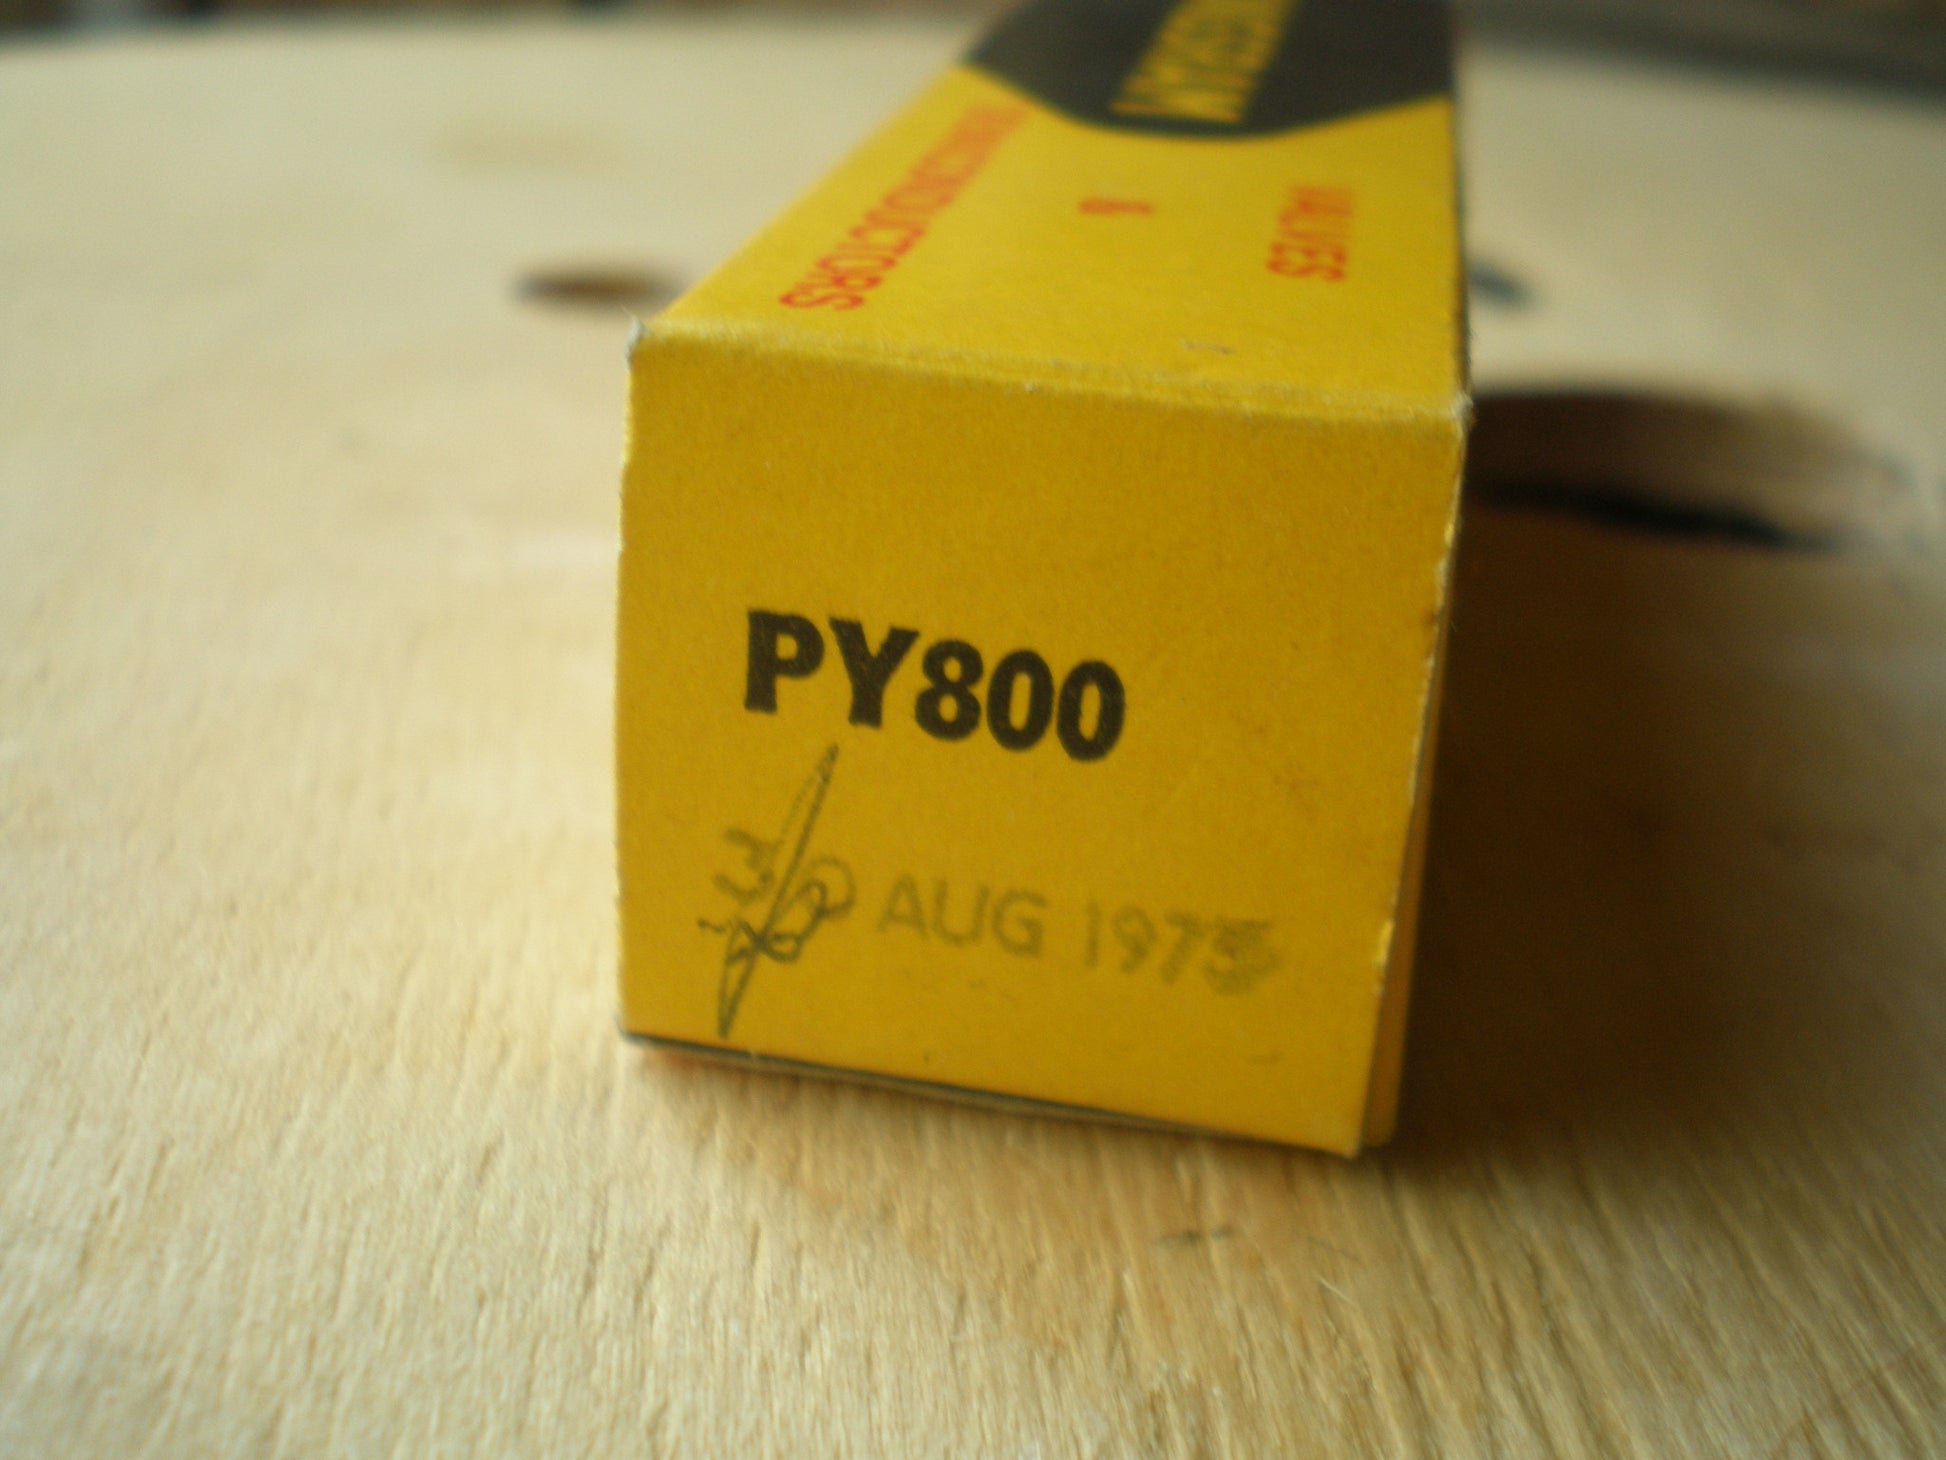 SEMICONDUCTORS
&
VALVES
PY800
AUG 1975